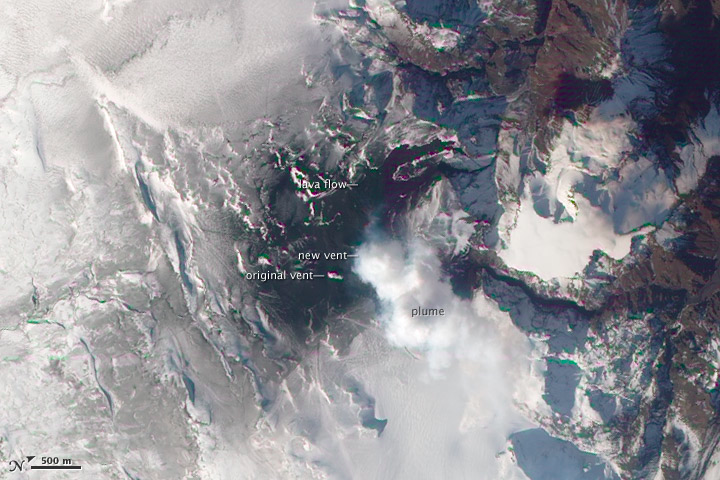 lava flow
new vent
original vent
plume
N
500 m